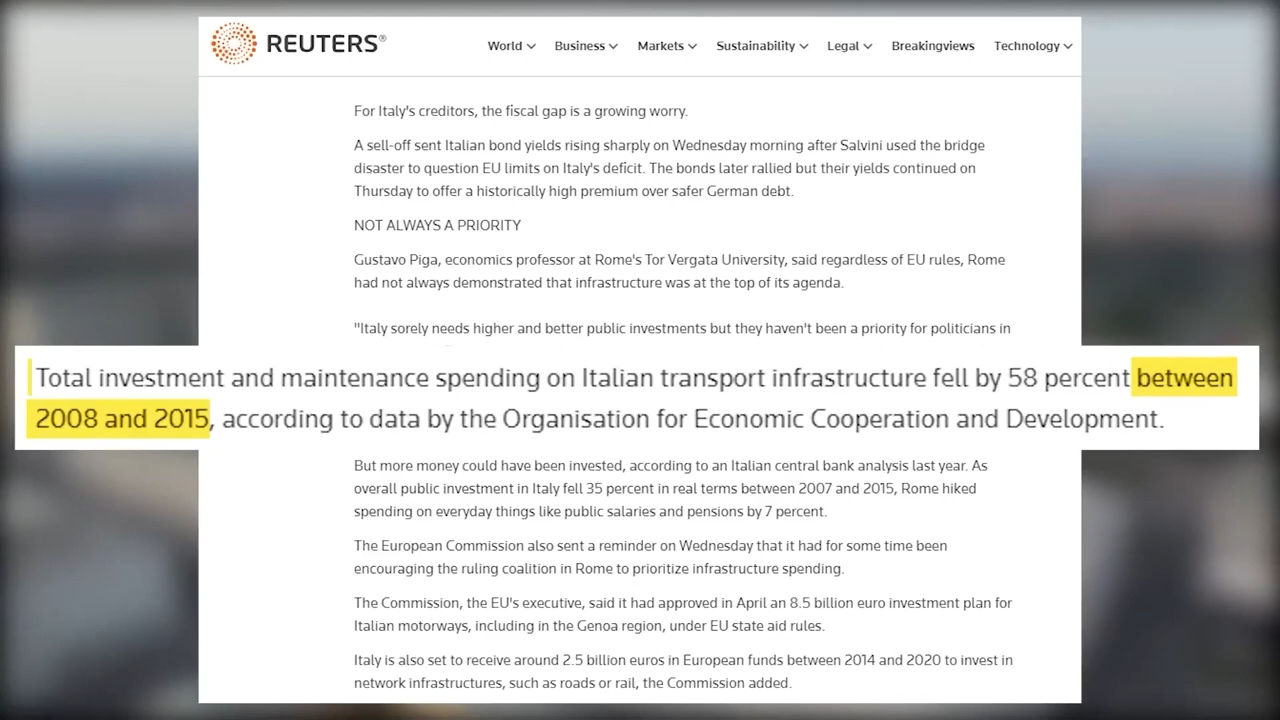 REUTERS®
World Business Markets Sustainability Legal Breakingviews Technology
For Italy's creditors, the fiscal gap is a growing worry.
A sell-off sent Italian bond yields rising sharply on Wednesday morning after Salvini used the bridge
disaster to question EU limits on Italy's deficit. The bonds later rallied but their yields continued on
Thursday to offer a historically high premium over safer German debt.
NOT ALWAYS A PRIORITY
Gustavo Piga, economics professor at Rome's Tor Vergata University, said regardless of EU rules, Rome
had not always demonstrated that infrastructure was at the top of its agenda.
"Italy sorely needs higher and better public investments but they haven't been a priority for politicians in
Total investment and maintenance spending on Italian transport infrastructure fell by 58 percent between
2008 and 2015, according to data by the Organisation for Economic Cooperation and Development.
But more money could have been invested, according to an Italian central bank analysis last year. As
overall public investment in Italy fell 35 percent in real terms between 2007 and 2015, Rome hiked
spending on everyday things like public salaries and pensions by 7 percent.
The European Commission also sent a reminder on Wednesday that it had for some time been
encouraging the ruling coalition in Rome to prioritize infrastructure spending.
The Commission, the EU's executive, said it had approved in April an 8.5 billion euro investment plan for
Italian motorways, including in the Genoa region, under EU state aid rules.
Italy is also set to receive around 2.5 billion euros in European funds between 2014 and 2020 to invest in
network infrastructures, such as roads or rail, the Commission added.